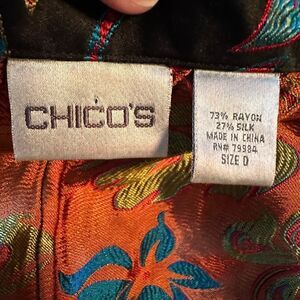 CHICO'S
73% RAYON
27% SILK
MADE IN CHINA
RN# 79984
SIZE 0